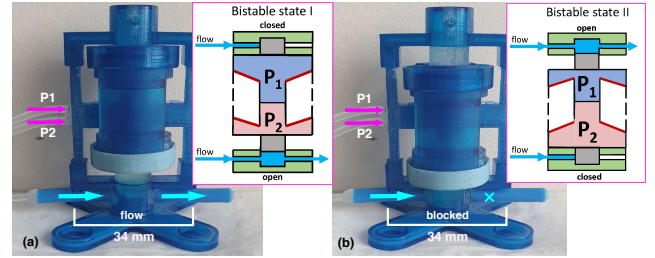 Bistable state I
closed
flow
P1
P2
flow
open
P1
P2
flow
34 mm
(a)
Bistable state II
open
flow
P1
P2
flow
closed
P1
P2
blocked
34 mm
(b)